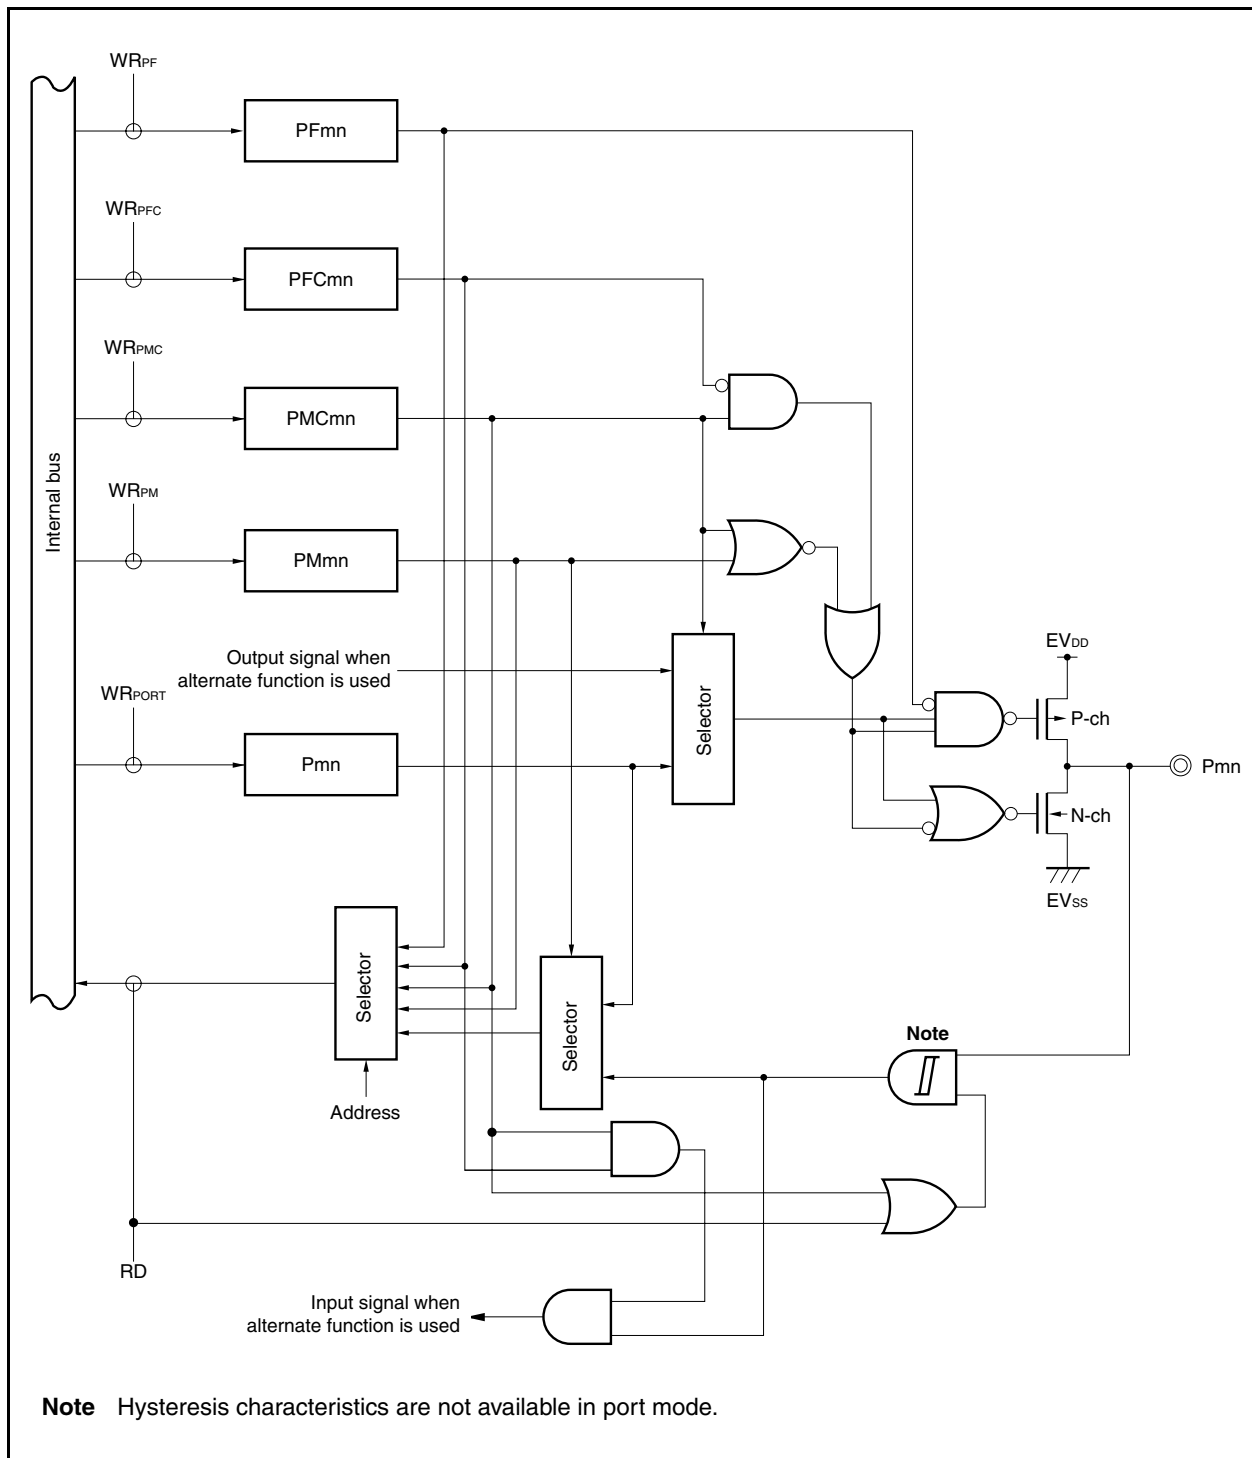 WRPF
PFmn
WRPFC
PFCmn
WRPMC
PMCmn
WRPM
PMmn
Internal bus
Output signal when
alternate function is used
WRPORT
Pmn
Selector
EVDD
P-ch
Pmn
N-ch
EVSS
Selector
Selector
Note
Address
RD
Input signal when
alternate function is used
Note Hysteresis characteristics are not available in port mode.